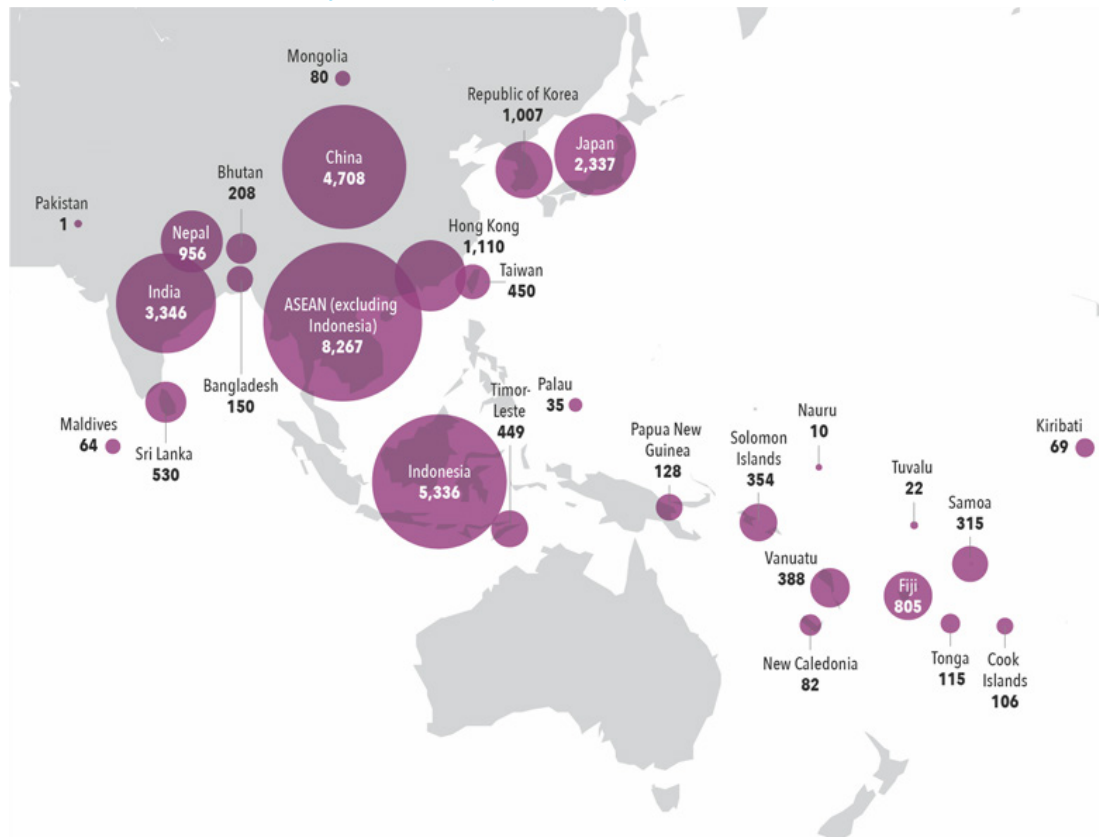 Mongolia
80
Republic of Korea
1,007
Japan
2,337
China
4,708
Bhutan
208
Pakistan
1
Nepal
956
Hong Kong
1,110
Taiwan
450
India
3,346
ASEAN (excluding
Indonesia)
8,267
Bangladesh
150
Maldives
64
Sri Lanka
530
Timor-
Leste
449
Palau
35
Indonesia
5,336
Papua New
Guinea
128
Solomon
Islands
354
Nauru
10
Kiribati
69
Tuvalu
22
Samoa
315
Vanuatu
388
Fiji
805
New Caledonia
82
Tonga
115
Cook
Islands
106